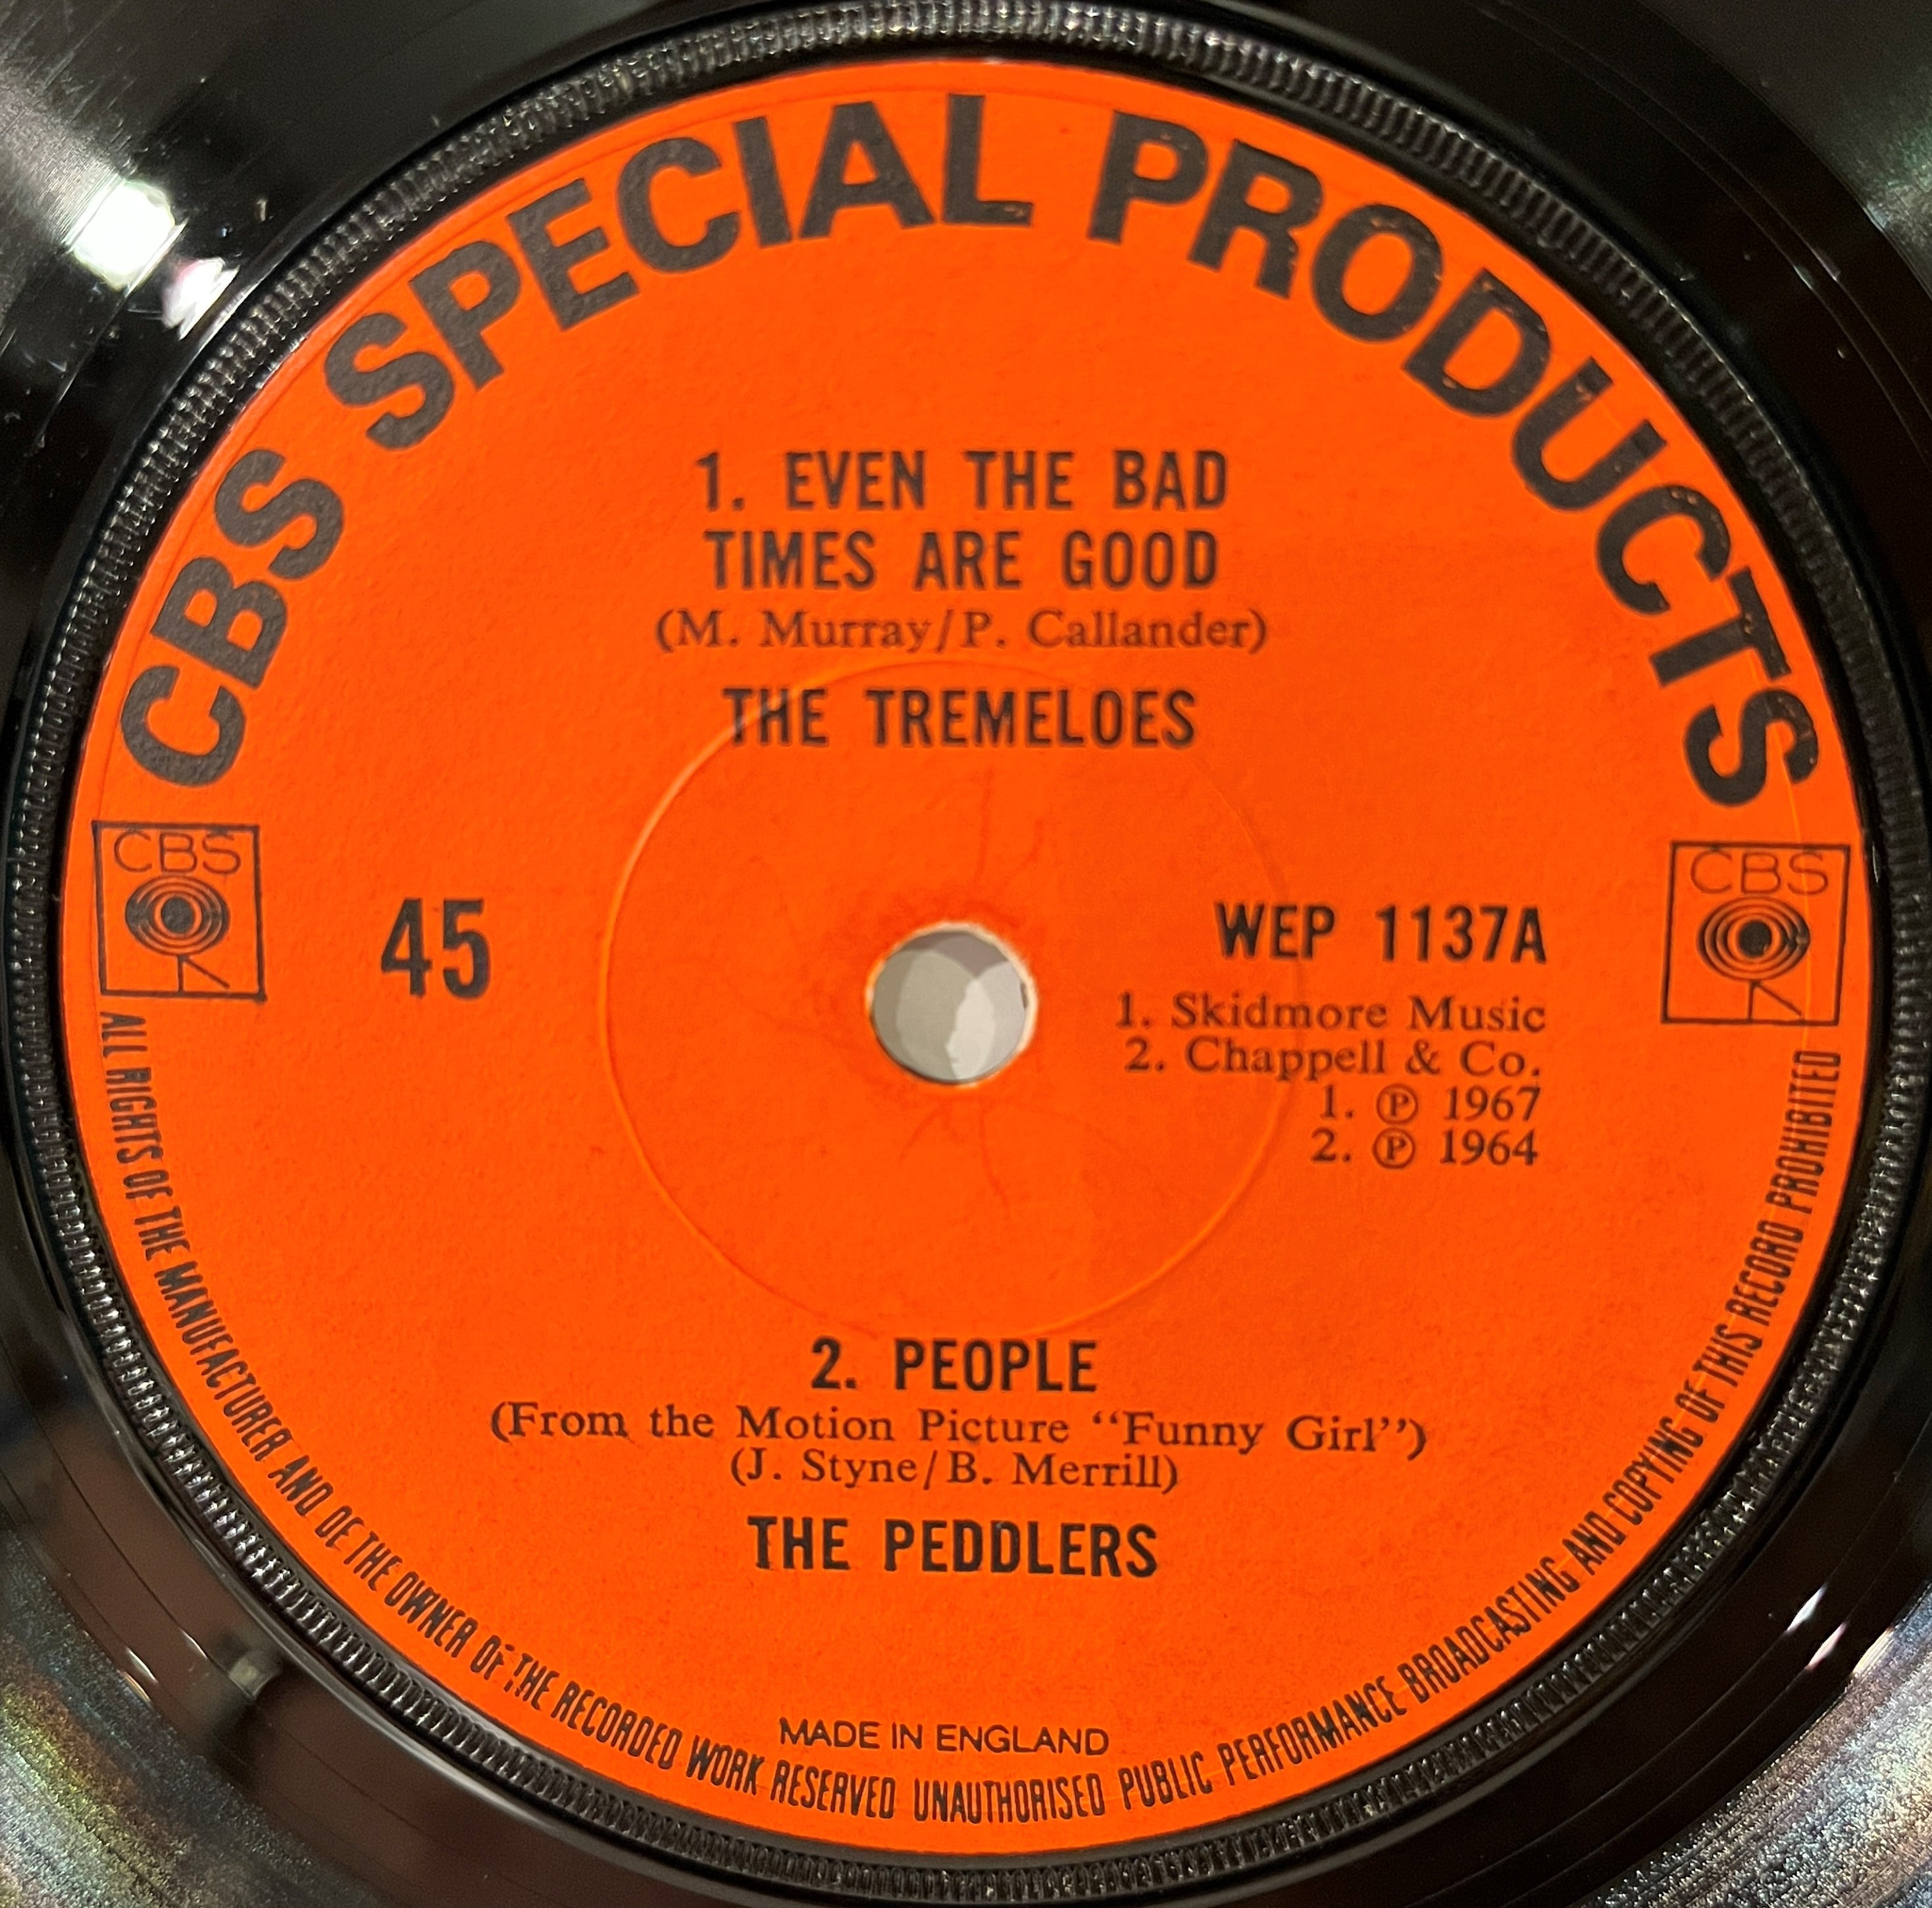 CBS SPECIAL PRODUCTS
1. EVEN THE BAD
TIMES ARE GOOD
(M. Murray/P. Callander)
THE TREMELOES
CBS
CBS
45
WEP 1137A
1. Skidmore Music
2. Chappell & Co.
1. Ⓟ 1967
2. Ⓟ 1964
2. PEOPLE
(From the Motion Picture “Funny Girl”)
(J. Styne/B. Merrill)
THE PEDDLERS
MADE IN ENGLAND
ALL RIGHTS OF THE MANUFACTURER AND OF THE OWNER OF THE RECORDED WORK RESERVED UNAUTHORISED PUBLIC PERFORMANCE BROADCASTING AND COPYING OF THIS RECORD PROHIBITED